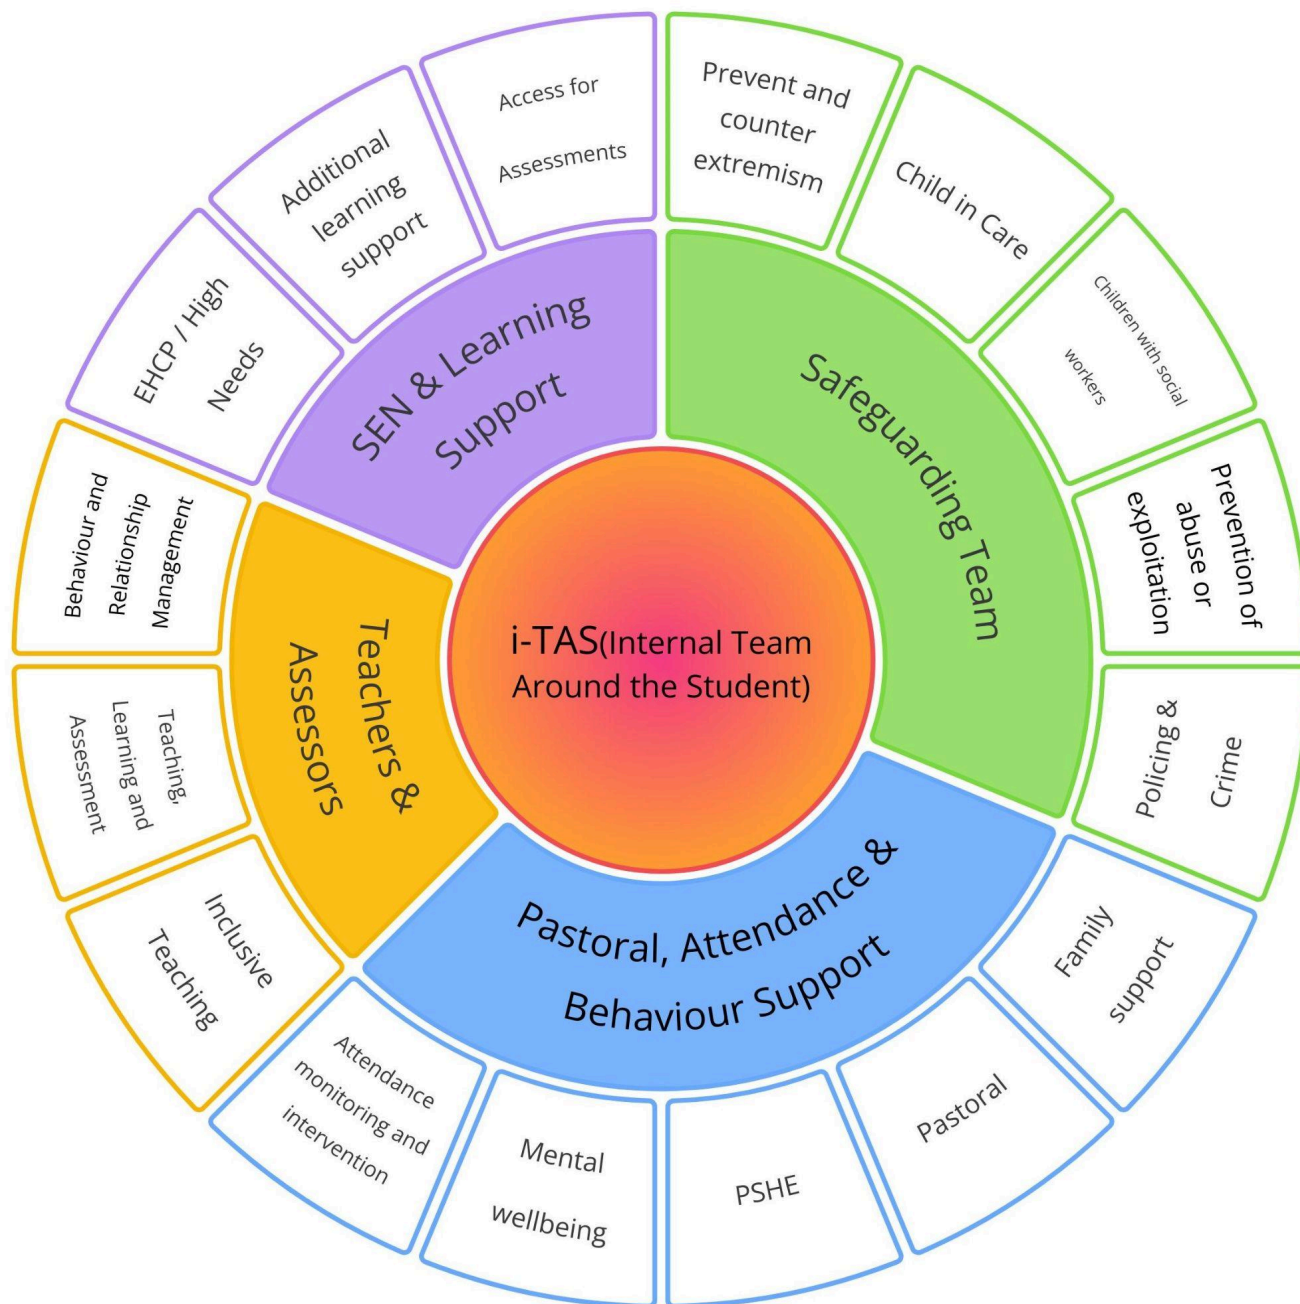 i-TAS(Internal Team
Around the Student)
Safeguarding Team
Prevent and
counter
extremism
Child in Care
Children with social
workers
Prevention of
abuse or
exploitation
Policing &
Crime
Pastoral, Attendance &
Behaviour Support
Family
support
Pastoral
PSHE
Mental
wellbeing
Attendance
monitoring and
intervention
Teachers &
Assessors
Inclusive
Teaching
Teaching,
Learning and
Assessment
Behaviour and
Relationship
Management
SEN & Learning
Support
EHCP / High
Needs
Additional
learning
support
Access for
Assessments